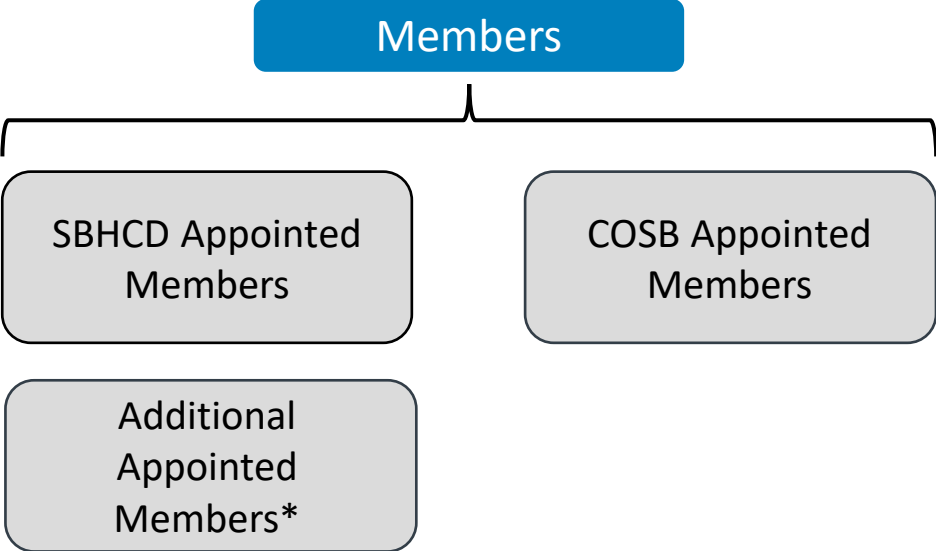 Members
SBHCD Appointed
Members
COSB Appointed
Members
Additional
Appointed
Members*